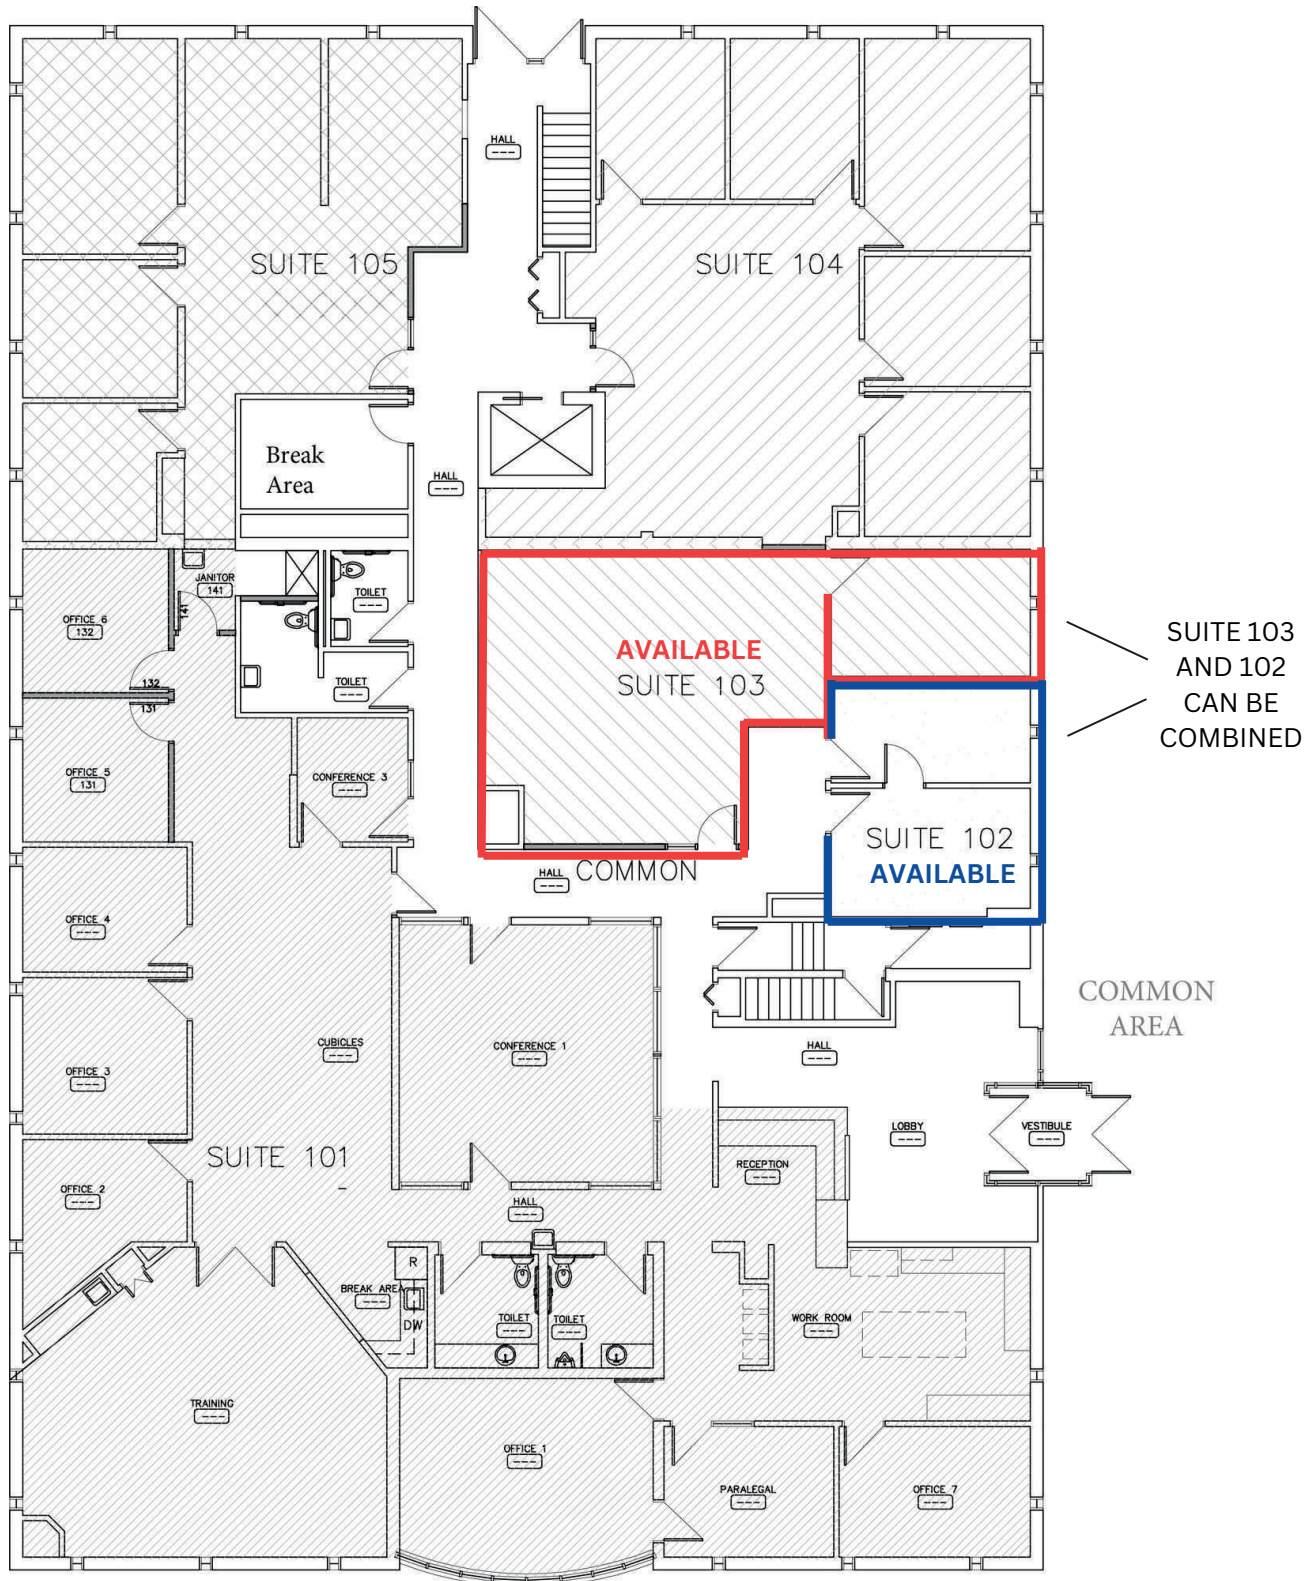 HALL
----
SUITE 105
SUITE 104
Break
Area
HALL
----
JANITOR
141
141
TOILET
----
OFFICE 6
132
132
131
TOILET
----
AVAILABLE
SUITE 103
SUITE 103
AND 102
CAN BE
COMBINED
OFFICE 5
131
CONFERENCE 3
----
SUITE 102
AVAILABLE
HALL
----
COMMON
OFFICE 4
----
COMMON
AREA
CUBICLES
----
CONFERENCE 1
----
HALL
----
OFFICE 3
----
LOBBY
----
VESTIBULE
----
SUITE 101
RECEPTION
----
OFFICE 2
----
HALL
----
R
BREAK AREA
----
DW
TOILET
----
TOILET
----
WORK ROOM
----
TRAINING
----
OFFICE 1
----
PARALEGAL
----
OFFICE 7
----